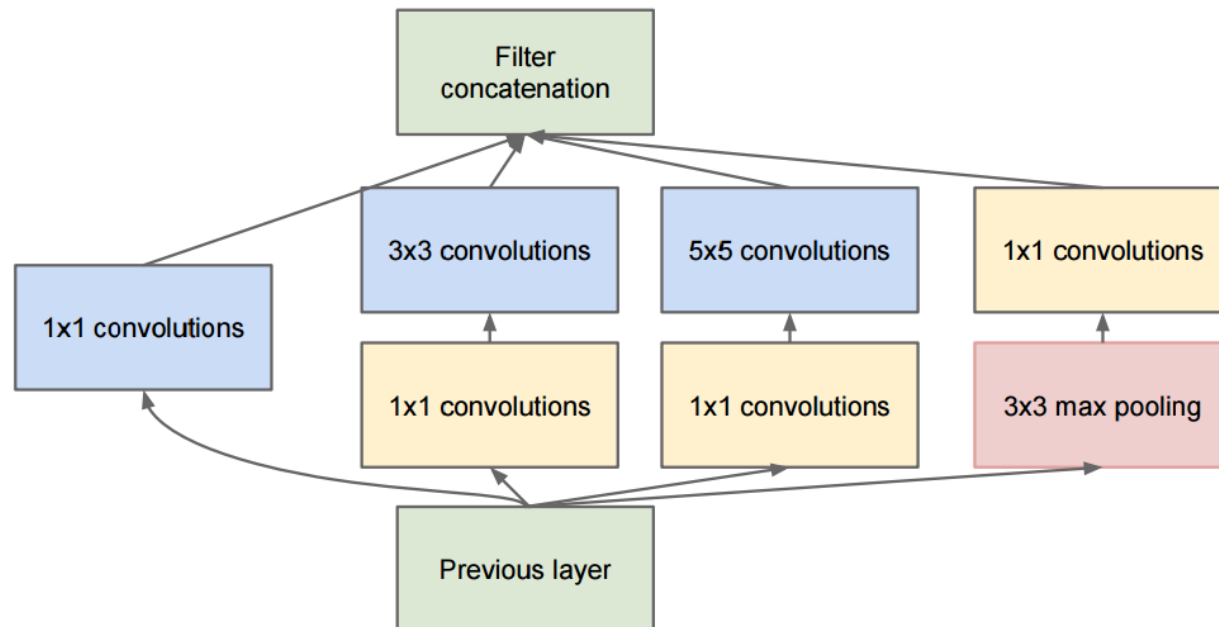 Filter
concatenation
3x3 convolutions
5x5 convolutions
1x1 convolutions
1x1 convolutions
1x1 convolutions
1x1 convolutions
3x3 max pooling
Previous layer